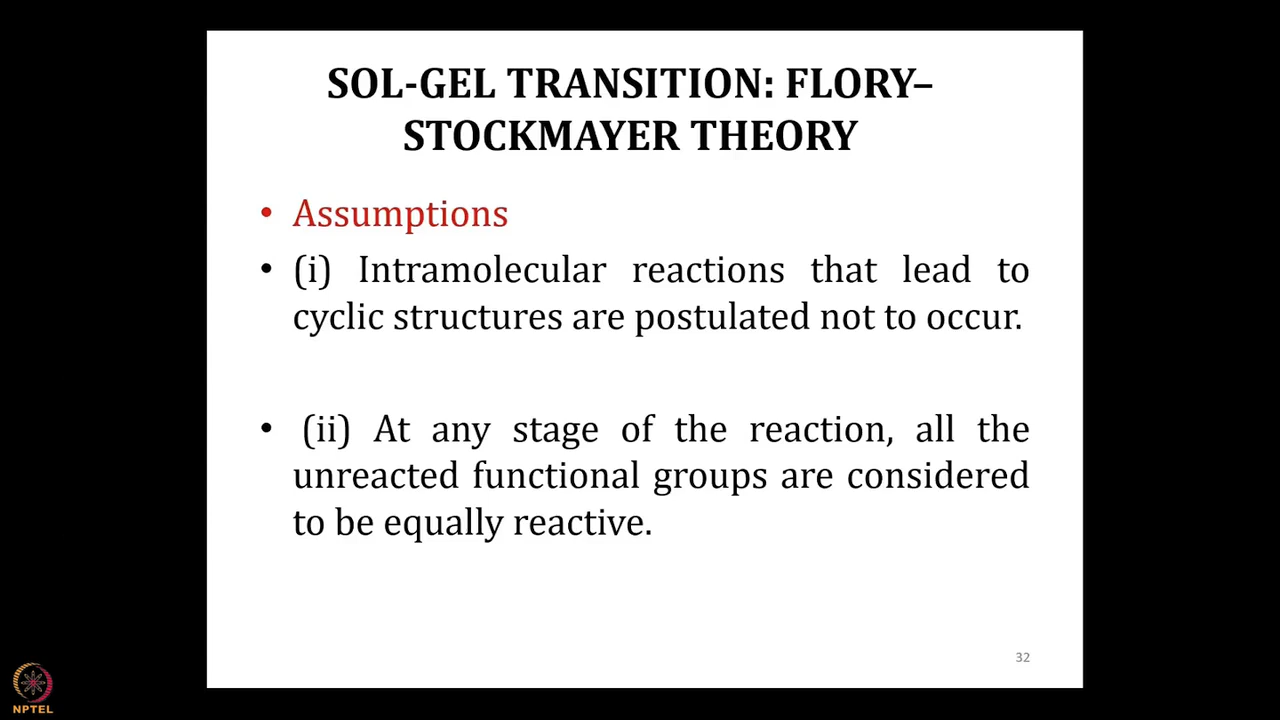 SOL-GEL TRANSITION: FLORY–
STOCKMAYER THEORY
• Assumptions
• (i) Intramolecular reactions that lead to
cyclic structures are postulated not to occur.
• (ii) At any stage of the reaction, all the
unreacted functional groups are considered
to be equally reactive.
32
NPTEL